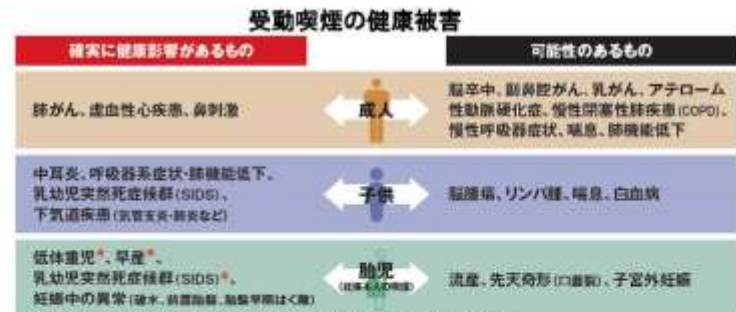 受動喫煙の健康被害
確実に健康影響があるもの
可能性のあるもの
肺がん、虚血性心疾患、鼻刺激
成人
脳卒中、副鼻腔がん、乳がん、アテローム
性動脈硬化症、慢性閉塞性肺疾患(COPD)、
慢性呼吸器症状、喘息、肺機能低下
中耳炎、呼吸器系症状・肺機能低下、
乳幼児突然死症候群(SIDS)、
下気道疾患(気管支炎・肺炎など)
子供
脳腫瘍、リンパ腫、喘息、白血病
低体重児*、早産*、
乳幼児突然死症候群(SIDS)*、
妊娠中の異常(破水、前置胎盤、胎盤早期はく離)
胎児
流産、先天奇形(口蓋裂)、子宮外妊娠